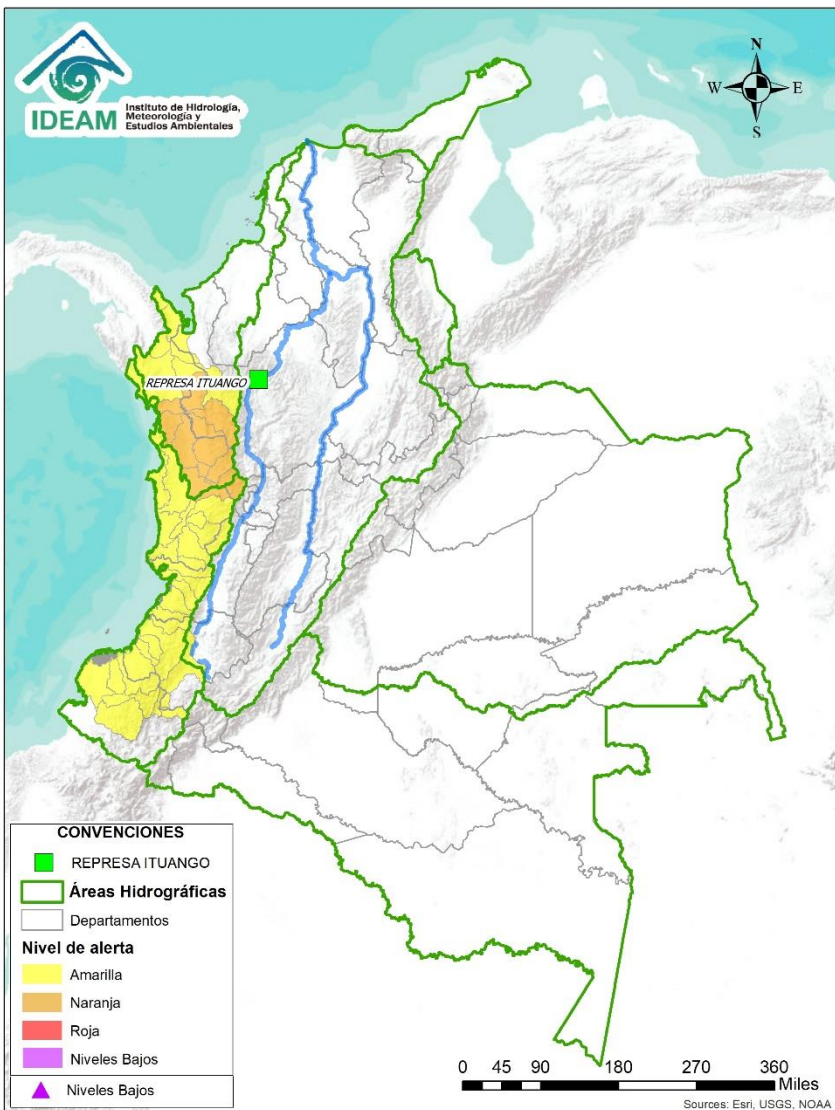 IDEAM
Instituto de Hidrología,
Meteorología y
Estudios Ambientales
N
W
E
S
REPRESA ITUANGO
CONVENCIONES
REPRESA ITUANGO
Áreas Hidrográficas
Departamentos
Nivel de alerta
Amarilla
Naranja
Roja
Niveles Bajos
Niveles Bajos
0 45 90 180 270 360
Miles
Sources: Esri, USGS, NOAA